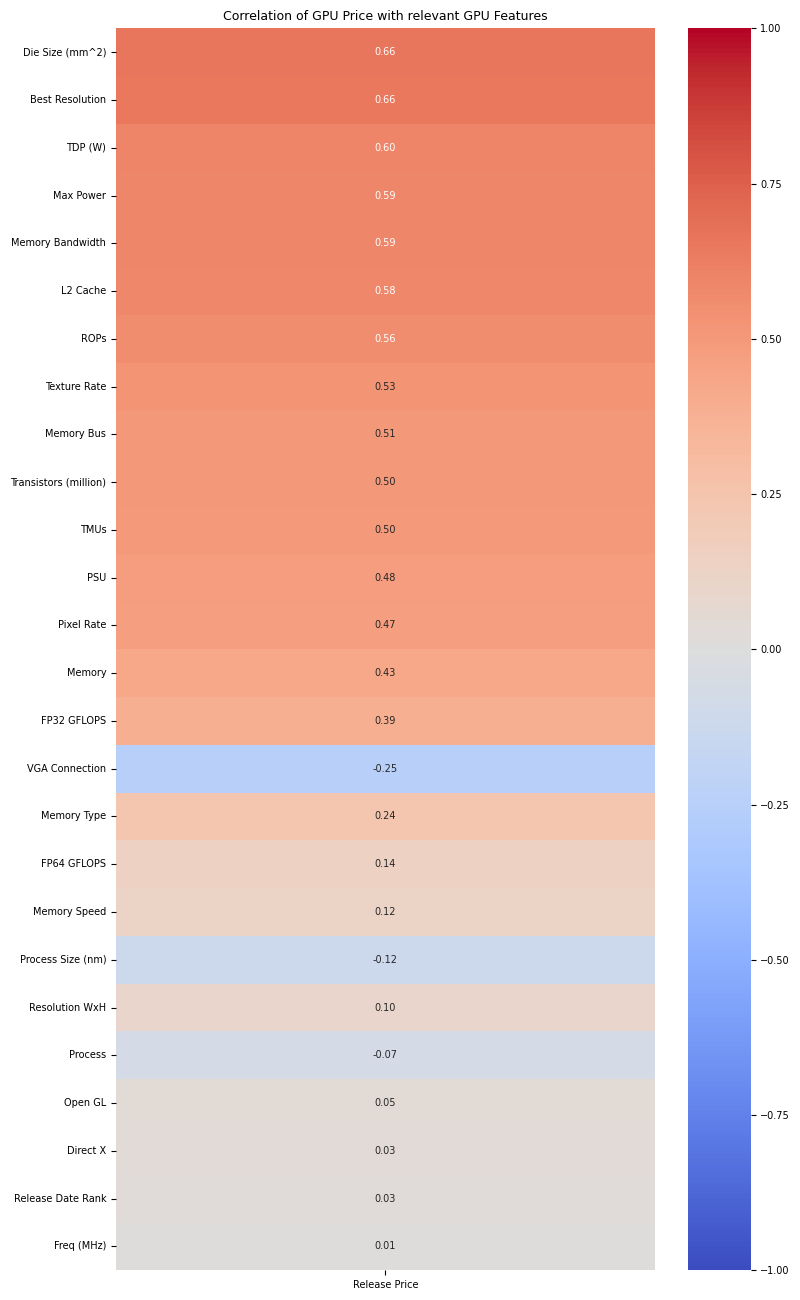 Correlation of GPU Price with relevant GPU Features
Die Size (mm^2) 0.66
Best Resolution 0.66
TDP (W) 0.60
Max Power 0.59
Memory Bandwidth 0.59
L2 Cache 0.58
ROPs 0.56
Texture Rate 0.53
Memory Bus 0.51
Transistors (million) 0.50
TMUs 0.50
PSU 0.48
Pixel Rate 0.47
Memory 0.43
FP32 GFLOPS 0.39
VGA Connection -0.25
Memory Type 0.24
FP64 GFLOPS 0.14
Memory Speed 0.12
Process Size (nm) -0.12
Resolution WxH 0.10
Process -0.07
Open GL 0.05
Direct X 0.03
Release Date Rank 0.03
Freq (MHz) 0.01
Release Price
1.00
0.75
0.50
0.25
0.00
−0.25
−0.50
−0.75
−1.00